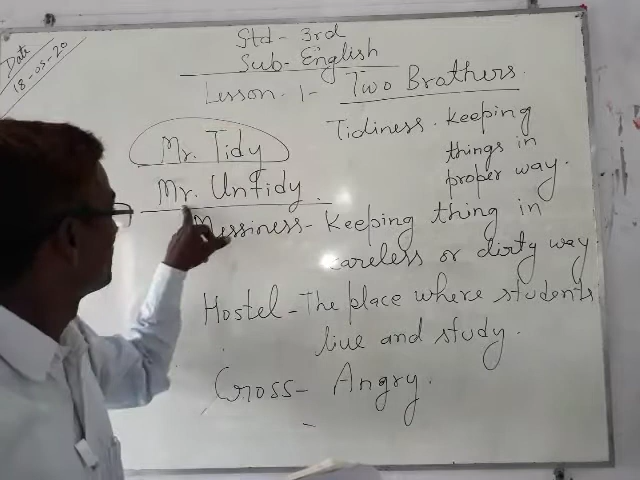 Date
18-05-20
Std- 3rd
Sub- English
Lesson. 1- Two Brothers.
Mr. Tidy
Mr. Untidy.
Tidiness. Keeping
things in
proper way.
Messiness- Keeping thing in
careless or dirty way.
Hostel- The place where students
live and study.
Cross- Angry.